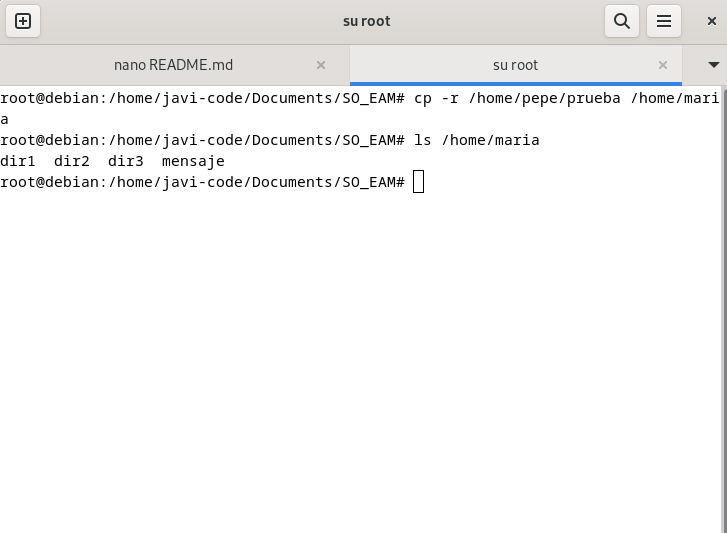 su root
nano README.md
su root
root@debian:/home/javi-code/Documents/SO_EAM# cp -r /home/pepe/prueba /home/mari
a
root@debian:/home/javi-code/Documents/SO_EAM# ls /home/maria
dir1  dir2  dir3  mensaje
root@debian:/home/javi-code/Documents/SO_EAM#